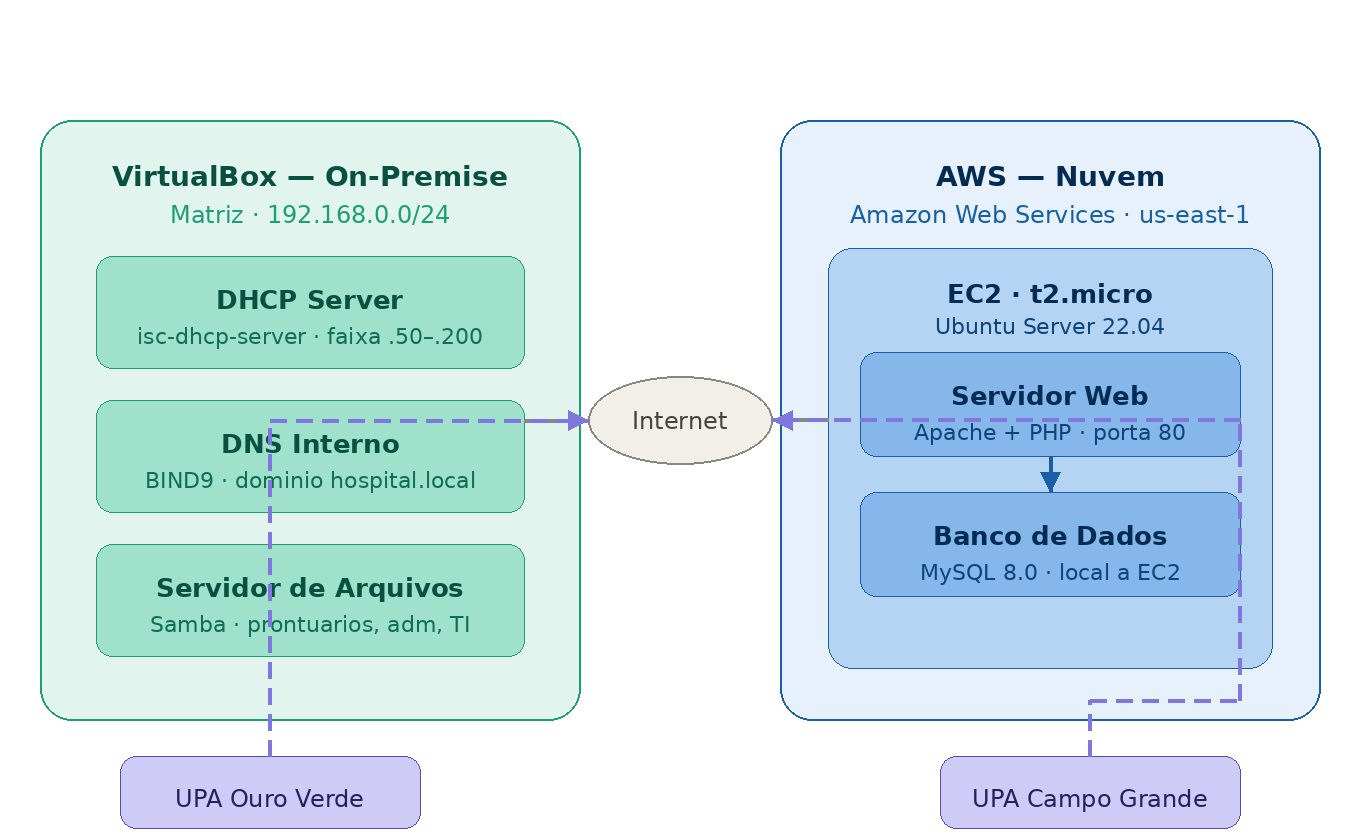 VirtualBox — On-Premise
Matriz · 192.168.0.0/24
DHCP Server
isc-dhcp-server · faixa .50–.200
DNS Interno
BIND9 · dominio hospital.local
Servidor de Arquivos
Samba · prontuarios, adm, TI
Internet
AWS — Nuvem
Amazon Web Services · us-east-1
EC2 · t2.micro
Ubuntu Server 22.04
Servidor Web
Apache + PHP · porta 80
Banco de Dados
MySQL 8.0 · local a EC2
UPA Ouro Verde
UPA Campo Grande